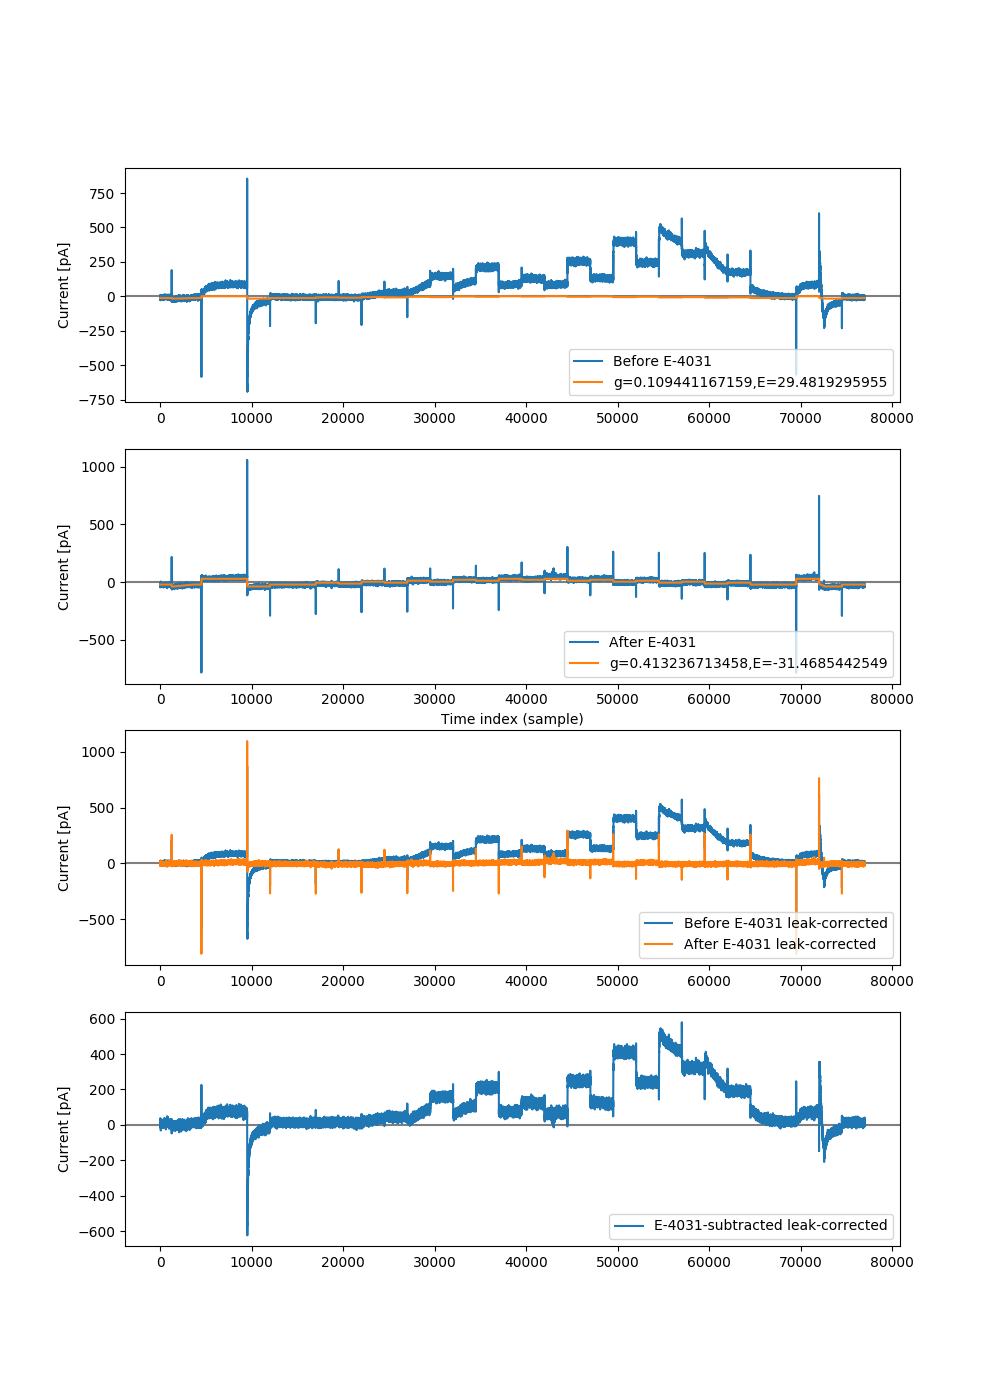 750
500
250
0
−250
−500
−750
Current [pA]
Before E-4031
g=0.109441167159,E=29.4819295955
0 10000 20000 30000 40000 50000 60000 70000 80000
1000
500
0
−500
Current [pA]
After E-4031
g=0.413236713458,E=-31.4685442549
0 10000 20000 30000 40000 50000 60000 70000 80000
Time index (sample)
1000
500
0
−500
Current [pA]
Before E-4031 leak-corrected
After E-4031 leak-corrected
0 10000 20000 30000 40000 50000 60000 70000 80000
600
400
200
0
−200
−400
−600
Current [pA]
E-4031-subtracted leak-corrected
0 10000 20000 30000 40000 50000 60000 70000 80000